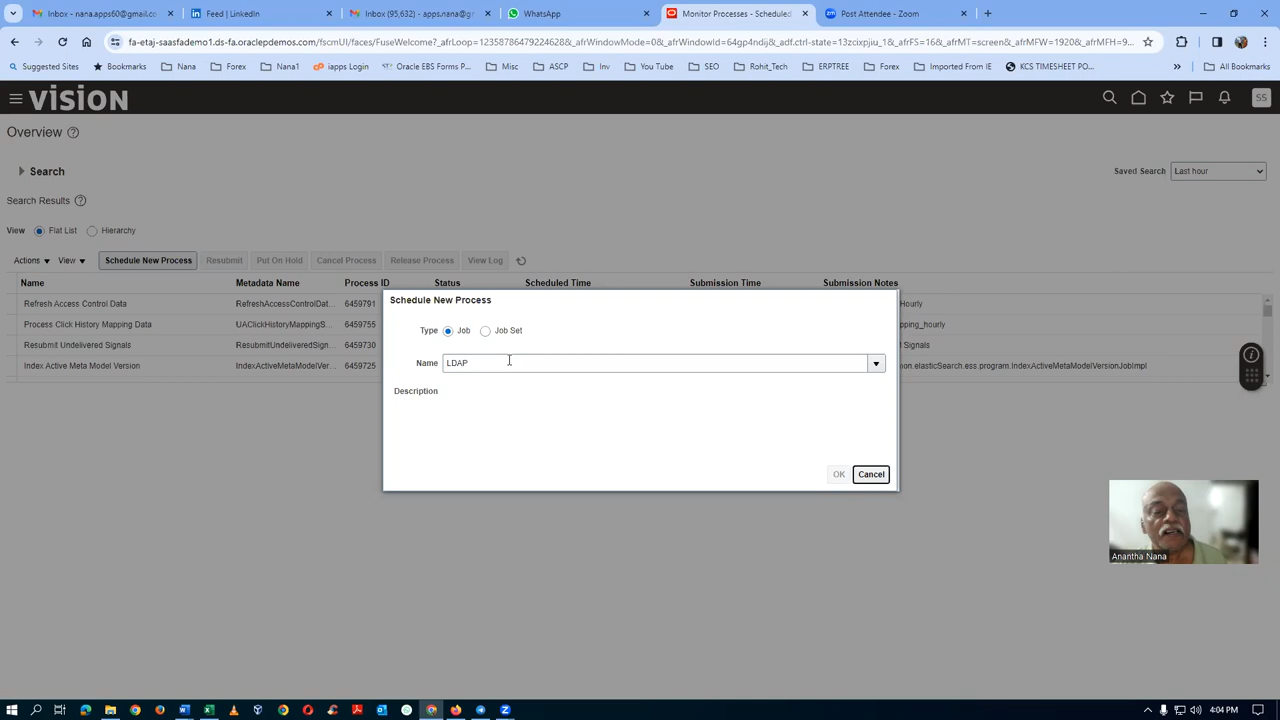 Inbox - nana.apps60@gmail.co
Feed | LinkedIn
Inbox (95,632) - apps.nana@gr
WhatsApp
Monitor Processes - Scheduled
Post Attendee - Zoom
fa-etaj-saasfademo1.ds-fa.oraclepdemos.com/fscmUI/faces/FuseWelcome?_afrLoop=1235878647922462&_afrWindowMode=0&_afrWindowId=64gp4ndij&_adf.ctrl-state=13zcixpjiu_1&_afrFS=16&_afrMT=screen&_afrMFW=1920&_afrMFH=9...
Suggested Sites
Bookmarks
Nana
Forex
Nana1
iapps Login
Oracle EBS Forms P...
Misc
ASCP
Inv
You Tube
SEO
Rohit_Tech
ERPTREE
Forex
Imported From IE
KCS TIMESHEET PO...
»
All Bookmarks
VISION
SS
Overview
Search
Saved Search Last hour
Search Results
View Flat List Hierarchy
Actions View Schedule New Process Resubmit Put On Hold Cancel Process Release Process View Log
Name Metadata Name Process ID Status Scheduled Time Submission Time Submission Notes
Refresh Access Control Data RefreshAccessControlDat... 6459791 Hourly
Process Click History Mapping Data UAClickHistoryMappingS... 6459755 pping_hourly
Resubmit Undelivered Signals ResubmitUndeliveredSign... 6459730 Signals
Index Active Meta Model Version IndexActiveMetaModelVer... 6459725 on.elasticSearch.ess.program.IndexActiveMetaModelVersionJobImpl
Schedule New Process
Type Job Job Set
Name LDAP
Description
OK Cancel
Anantha Nana
4:04 PM